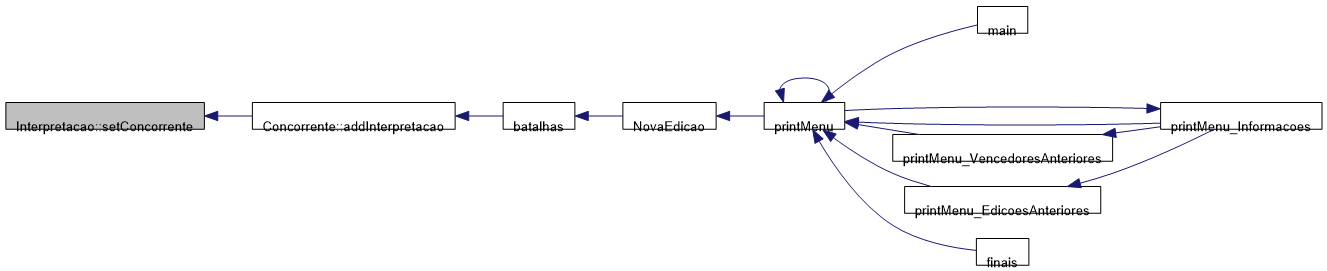 main
Interpretacao::setConcorrente
Concorrente::addInterpretacao
batalhas
NovaEdicao
printMenu
printMenu_Informacoes
printMenu_VencedoresAnteriores
printMenu_EdicoesAnteriores
finais